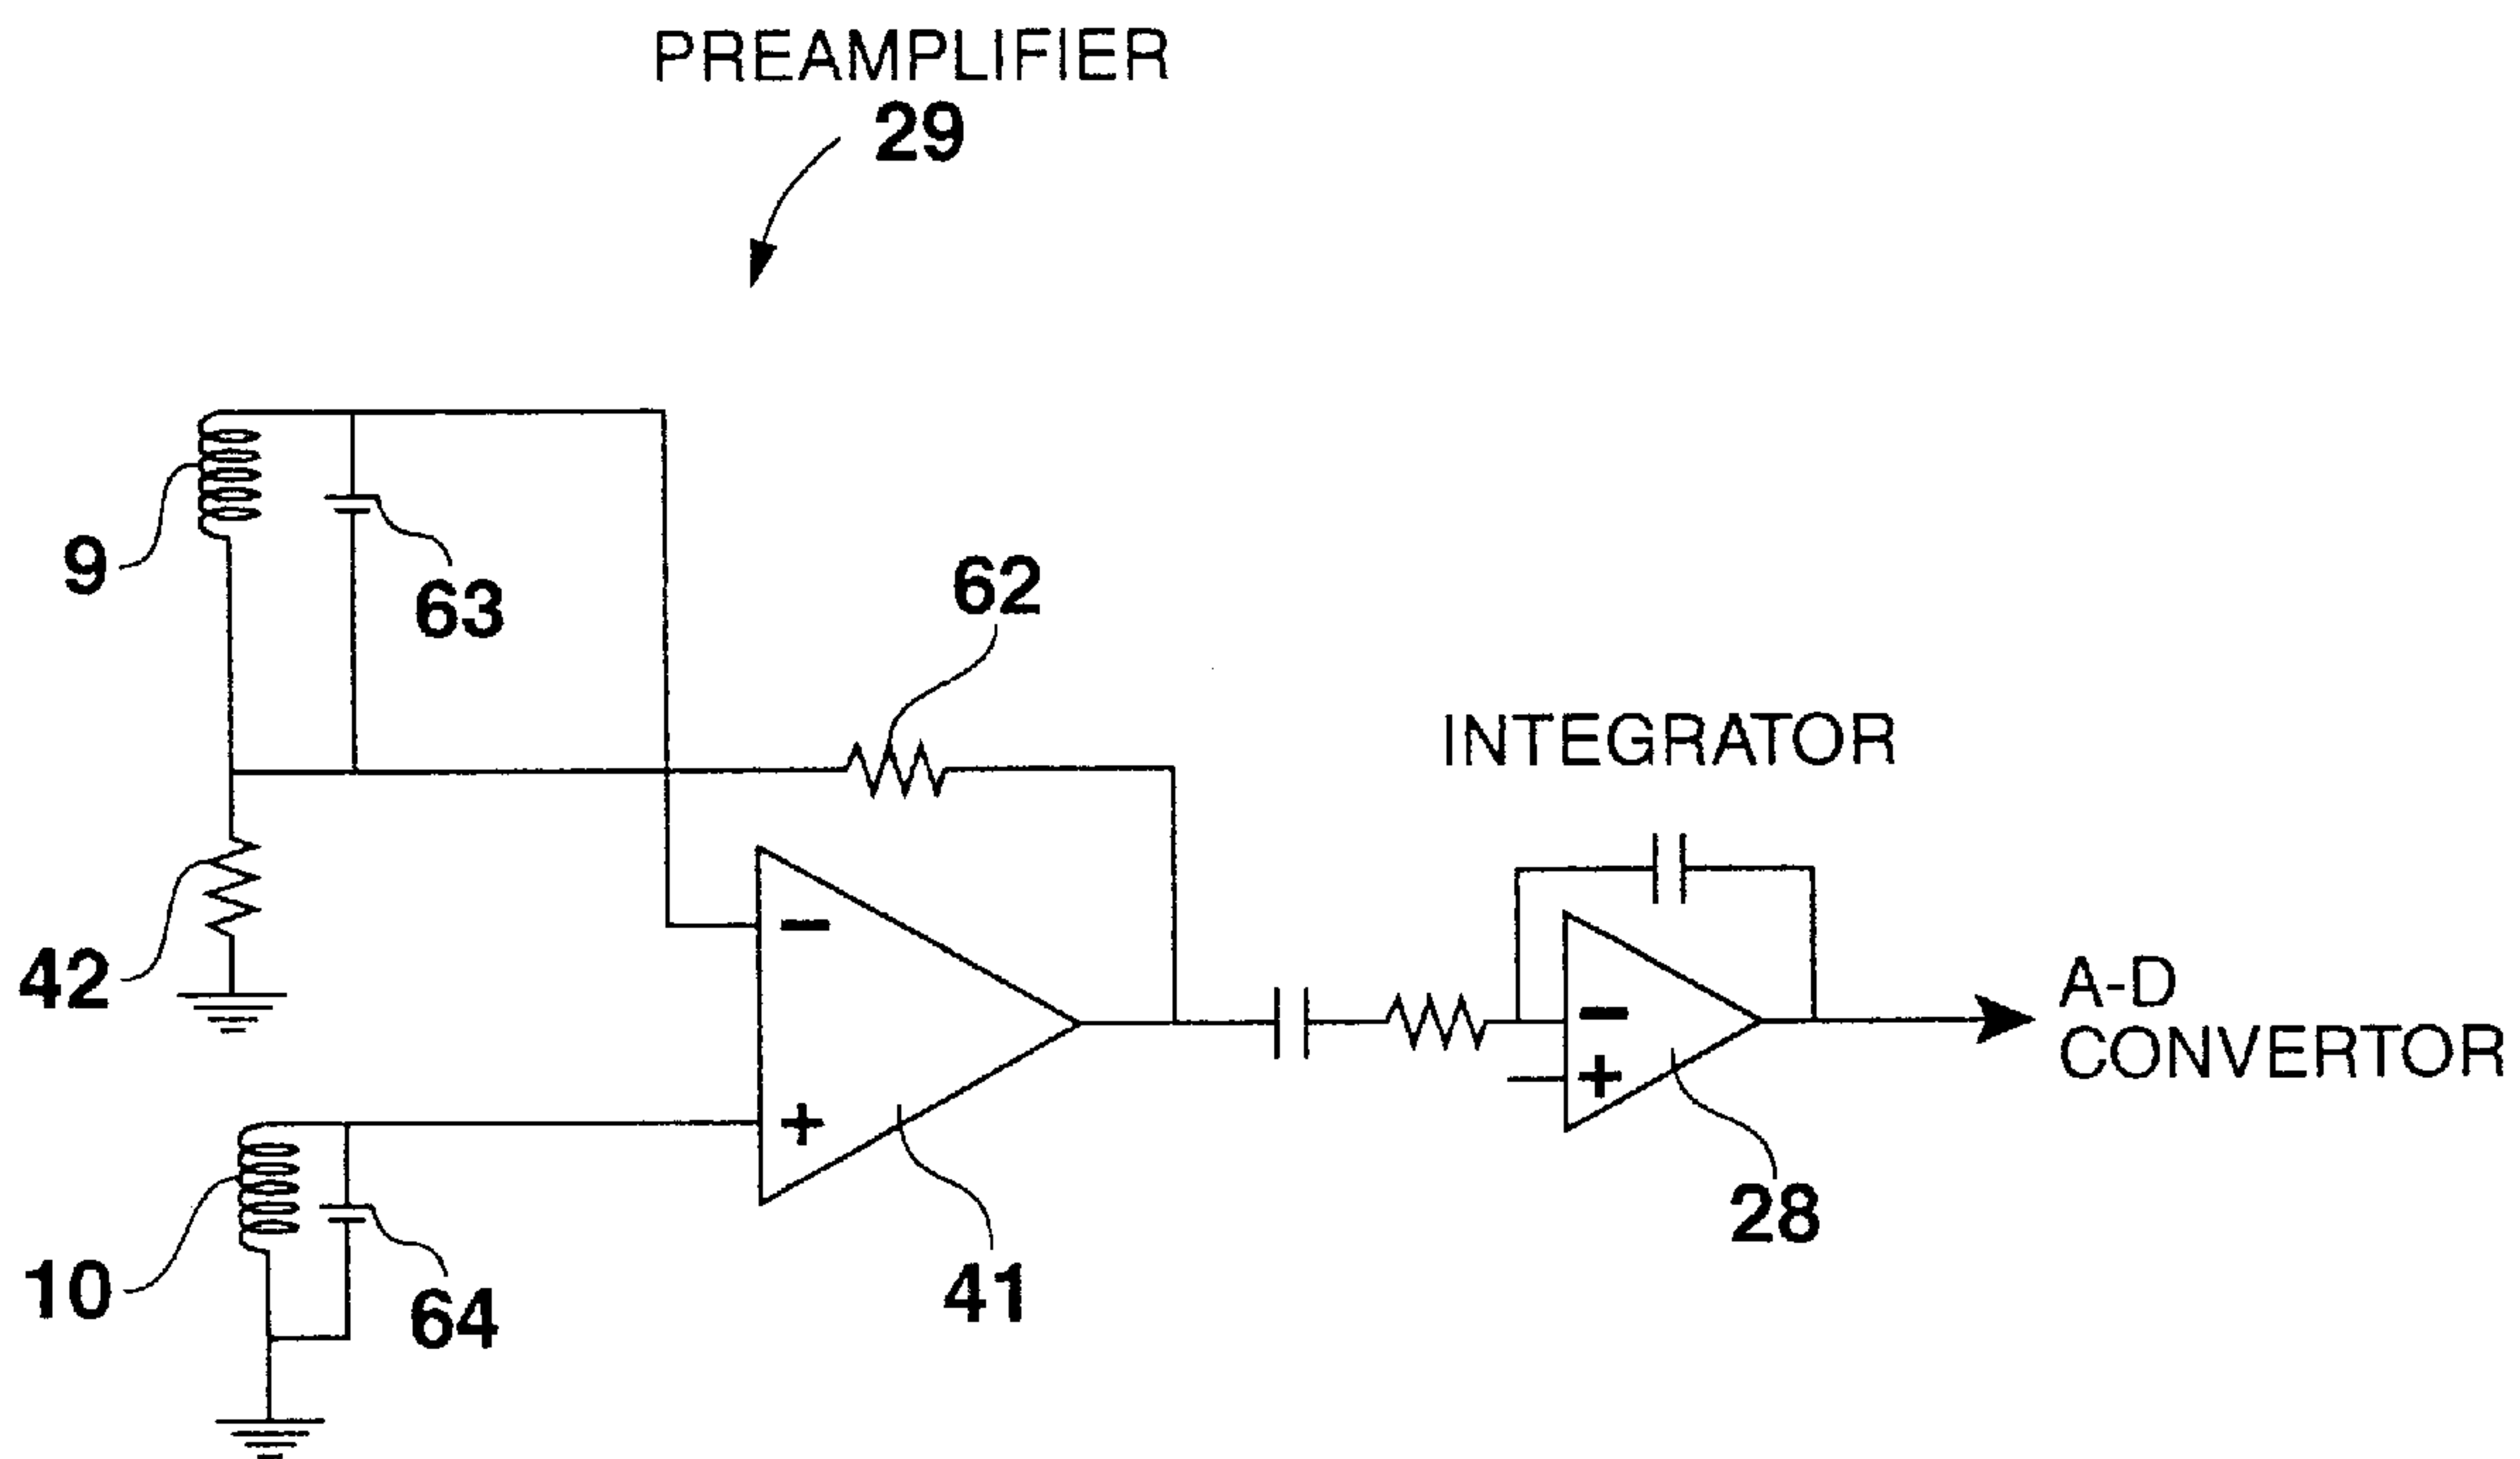 PREAMPLIFIER
29
9
63
62
INTEGRATOR
42
A-D
CONVERTOR
10
64
41
28